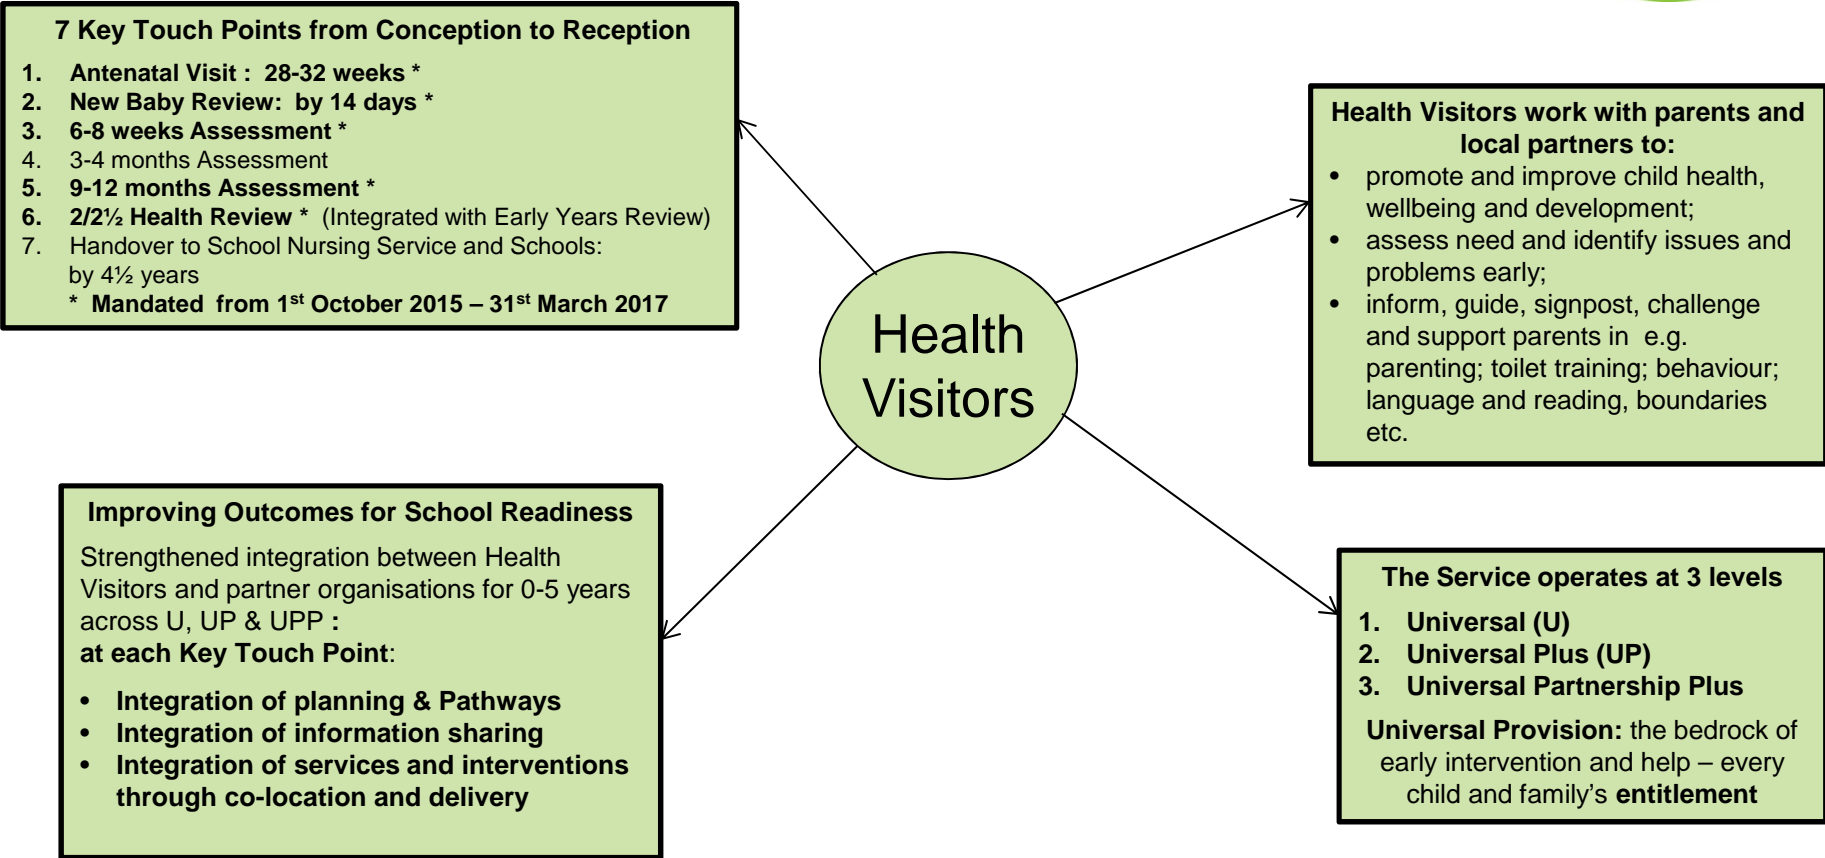 7 Key Touch Points from Conception to Reception
1. Antenatal Visit : 28-32 weeks *
2. New Baby Review: by 14 days *
3. 6-8 weeks Assessment *
4. 3-4 months Assessment
5. 9-12 months Assessment *
6. 2/2½ Health Review * (Integrated with Early Years Review)
7. Handover to School Nursing Service and Schools:
by 4½ years
* Mandated from 1st October 2015 – 31st March 2017
Health Visitors work with parents and
local partners to:
• promote and improve child health,
wellbeing and development;
• assess need and identify issues and
problems early;
• inform, guide, signpost, challenge
and support parents in e.g.
parenting; toilet training; behaviour;
language and reading, boundaries
etc.
Health
Visitors
Improving Outcomes for School Readiness
Strengthened integration between Health
Visitors and partner organisations for 0-5 years
across U, UP & UPP :
at each Key Touch Point:
• Integration of planning & Pathways
• Integration of information sharing
• Integration of services and interventions
through co-location and delivery
The Service operates at 3 levels
1. Universal (U)
2. Universal Plus (UP)
3. Universal Partnership Plus
Universal Provision: the bedrock of
early intervention and help – every
child and family’s entitlement